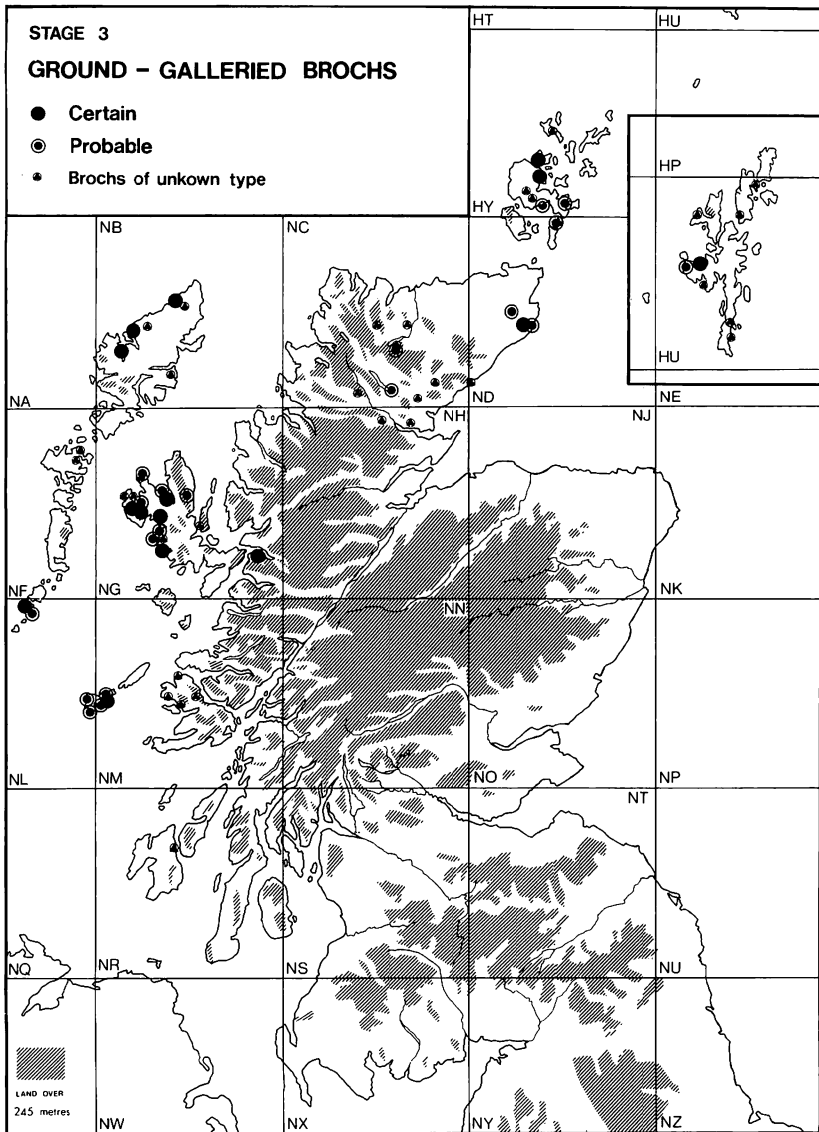 STAGE 3
GROUND - GALLERIED BROCHS
Certain
Probable
Brochs of unkown type
HT
HU
HP
HY
HU
NB
NC
NA
NH
ND
NJ
NE
NF
NG
NN
NK
NL
NM
NO
NP
NT
NQ
NR
NS
NU
LAND OVER
245 metres
NW
NX
NY
NZ